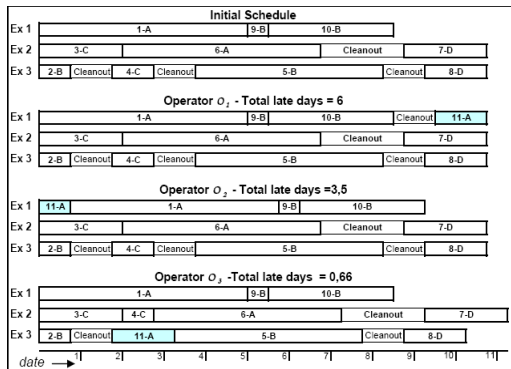 Initial Schedule
Ex 1 1-A 9-B 10-B
Ex 2 3-C 6-A Cleanout 7-D
Ex 3 2-B Cleanout 4-C Cleanout 5-B Cleanout 8-D
Operator O₁ - Total late days = 6
Ex 1 1-A 9-B 10-B Cleanout 11-A
Ex 2 3-C 6-A Cleanout 7-D
Ex 3 2-B Cleanout 4-C Cleanout 5-B Cleanout 8-D
Operator O₂ - Total late days =3,5
Ex 1 11-A 1-A 9-B 10-B
Ex 2 3-C 6-A Cleanout 7-D
Ex 3 2-B Cleanout 4-C Cleanout 5-B Cleanout 8-D
Operator O₃ -Total late days = 0,66
Ex 1 1-A 9-B 10-B
Ex 2 3-C 4-C 6-A Cleanout 7-D
Ex 3 2-B Cleanout 11-A 5-B Cleanout 8-D
date 1 2 3 4 5 6 7 8 9 10 11